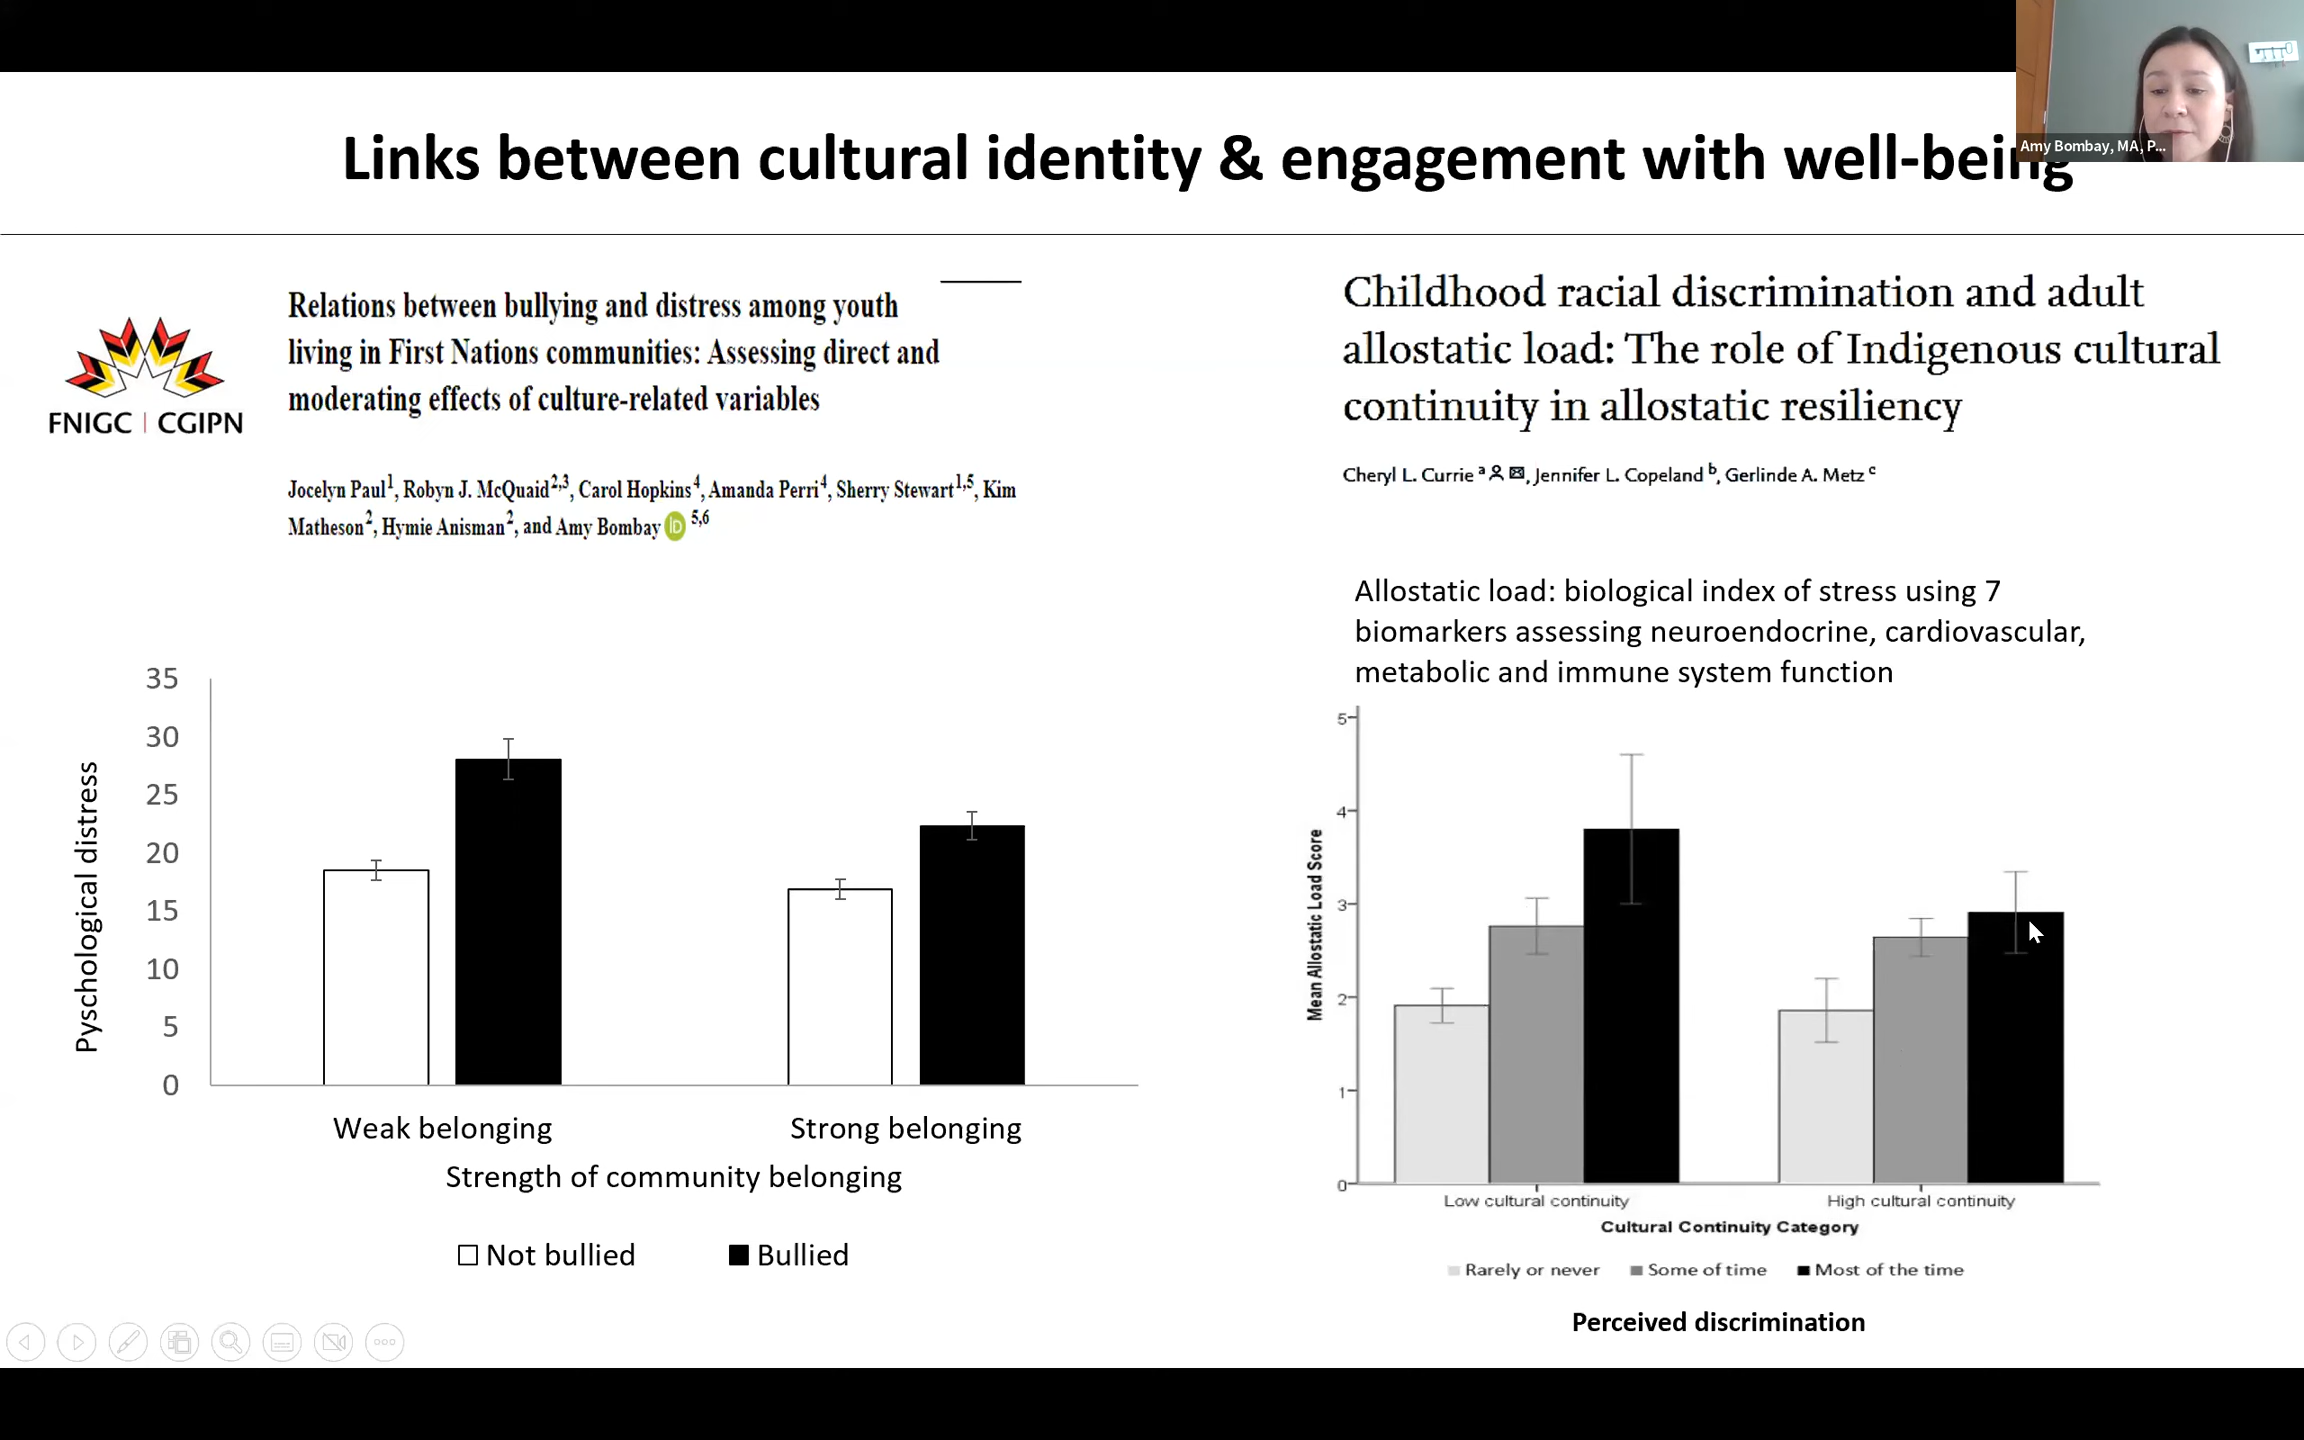 Links between cultural identity & engagement with well-being
Amy Bombay, MA, P...
FNIGC | CGIPN
Relations between bullying and distress among youth
living in First Nations communities: Assessing direct and
moderating effects of culture-related variables
Jocelyn Paul1, Robyn J. McQuaid2,3, Carol Hopkins4, Amanda Perri4, Sherry Stewart1,5, Kim
Matheson2, Hymie Anisman2, and Amy Bombay iD 5,6
Pyschological distress
35
30
25
20
15
10
5
0
Weak belonging
Strong belonging
Strength of community belonging
Not bullied
Bullied
Childhood racial discrimination and adult
allostatic load: The role of Indigenous cultural
continuity in allostatic resiliency
Cheryl L. Currie a, Jennifer L. Copeland b, Gerlinde A. Metz c
Allostatic load: biological index of stress using 7
biomarkers assessing neuroendocrine, cardiovascular,
metabolic and immune system function
Mean Allostatic Load Score
5
4
3
2
1
0
Low cultural continuity
High cultural continuity
Cultural Continuity Category
Rarely or never
Some of time
Most of the time
Perceived discrimination